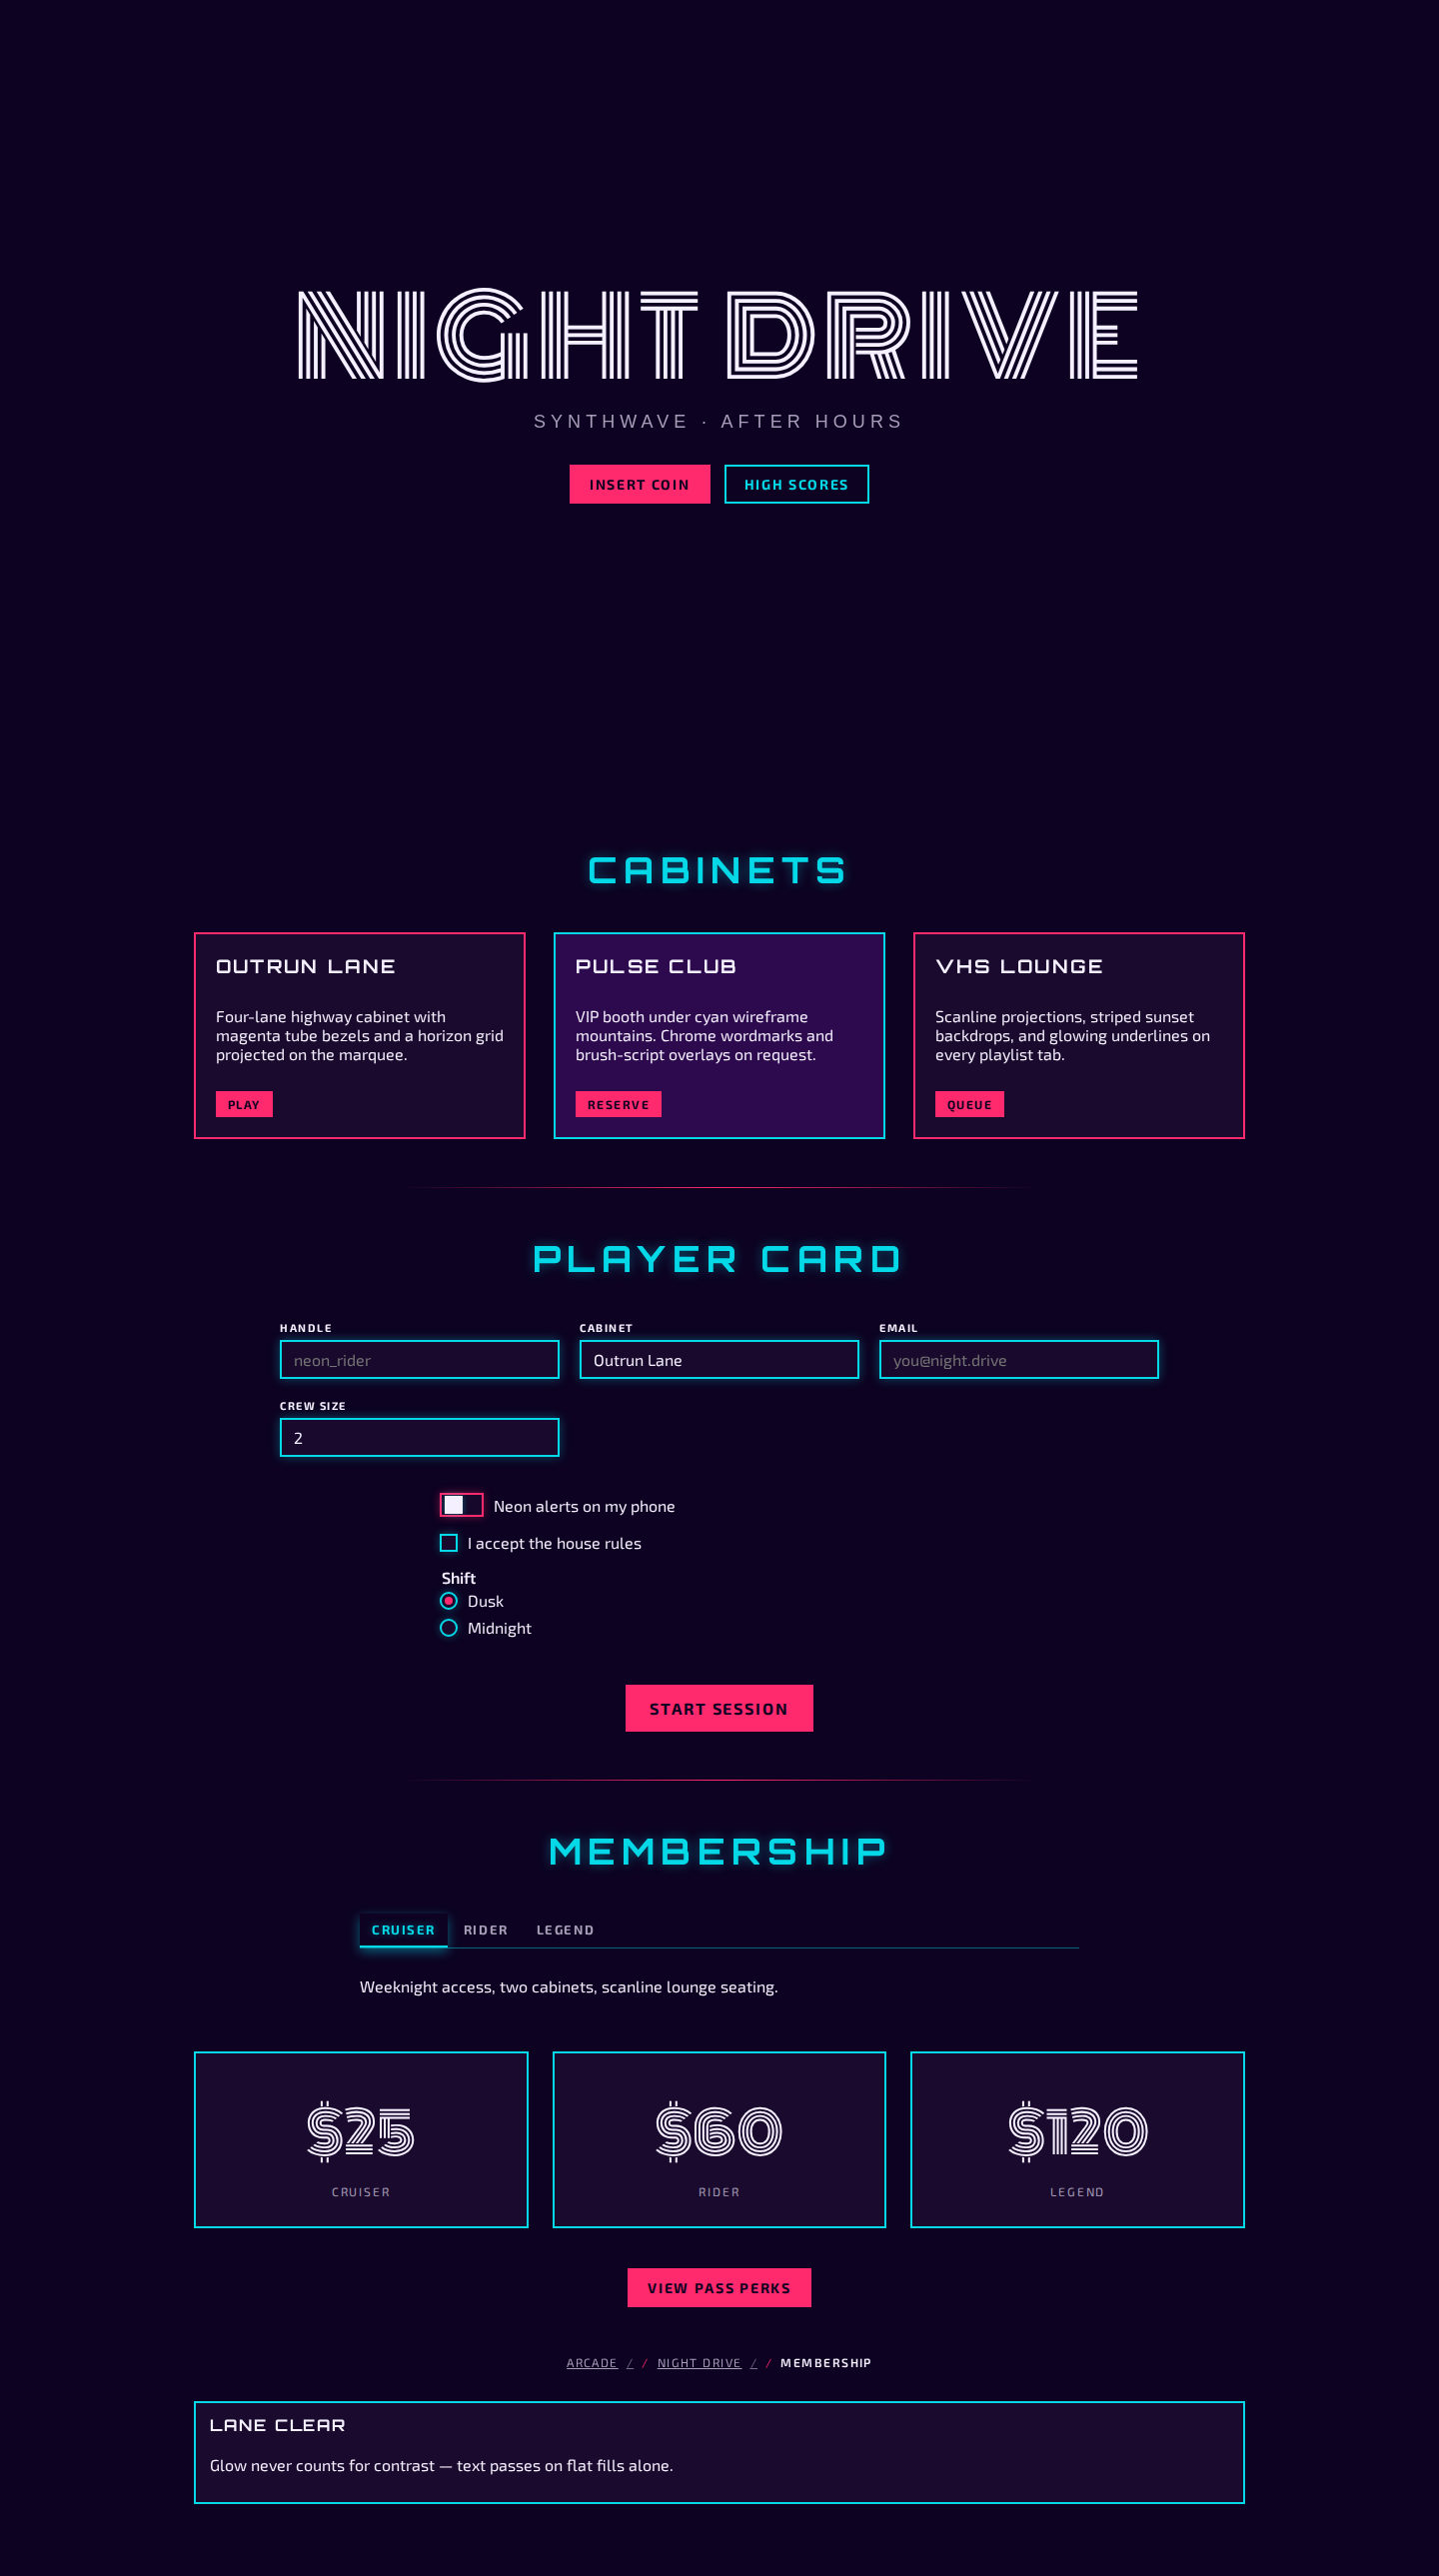 NIGHT DRIVE
SYNTHWAVE · AFTER HOURS
INSERT COIN
HIGH SCORES
CABINETS
OUTRUN LANE
Four-lane highway cabinet with
magenta tube bezels and a horizon grid
projected on the marquee.
PLAY
PULSE CLUB
VIP booth under cyan wireframe
mountains. Chrome wordmarks and
brush-script overlays on request.
RESERVE
VHS LOUNGE
Scanline projections, striped sunset
backdrops, and glowing underlines on
every playlist tab.
QUEUE
PLAYER CARD
HANDLE
neon_rider
CABINET
Outrun Lane
EMAIL
you@night.drive
CREW SIZE
2
Neon alerts on my phone
I accept the house rules
Shift
Dusk
Midnight
START SESSION
MEMBERSHIP
CRUISER RIDER LEGEND
Weeknight access, two cabinets, scanline lounge seating.
$25
CRUISER
$60
RIDER
$120
LEGEND
VIEW PASS PERKS
ARCADE / / NIGHT DRIVE / / MEMBERSHIP
LANE CLEAR
Glow never counts for contrast — text passes on flat fills alone.